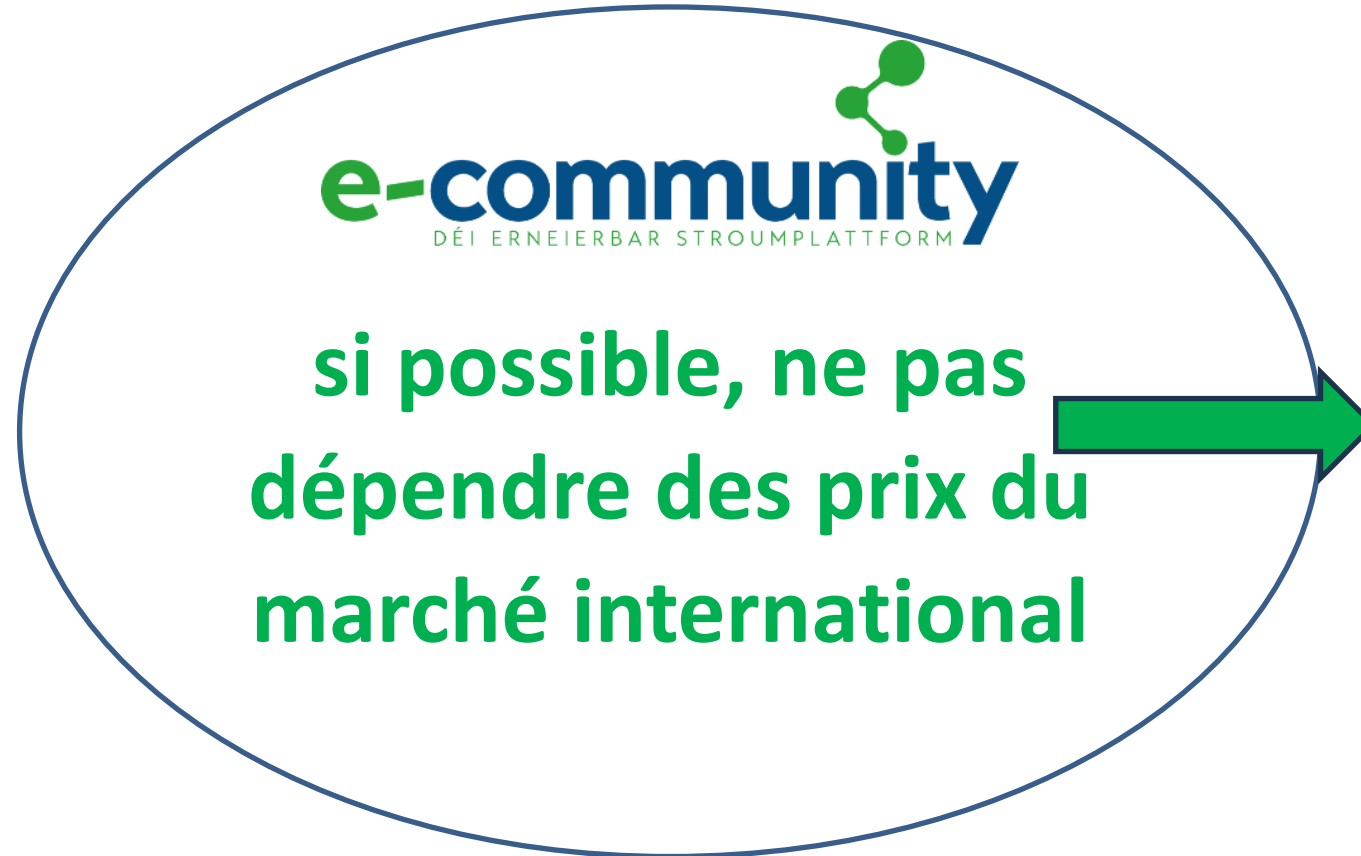 e-community
DÉI ERNEIERBAR STROUMPLATTFORM
si possible, ne pas
dépendre des prix du
marché international